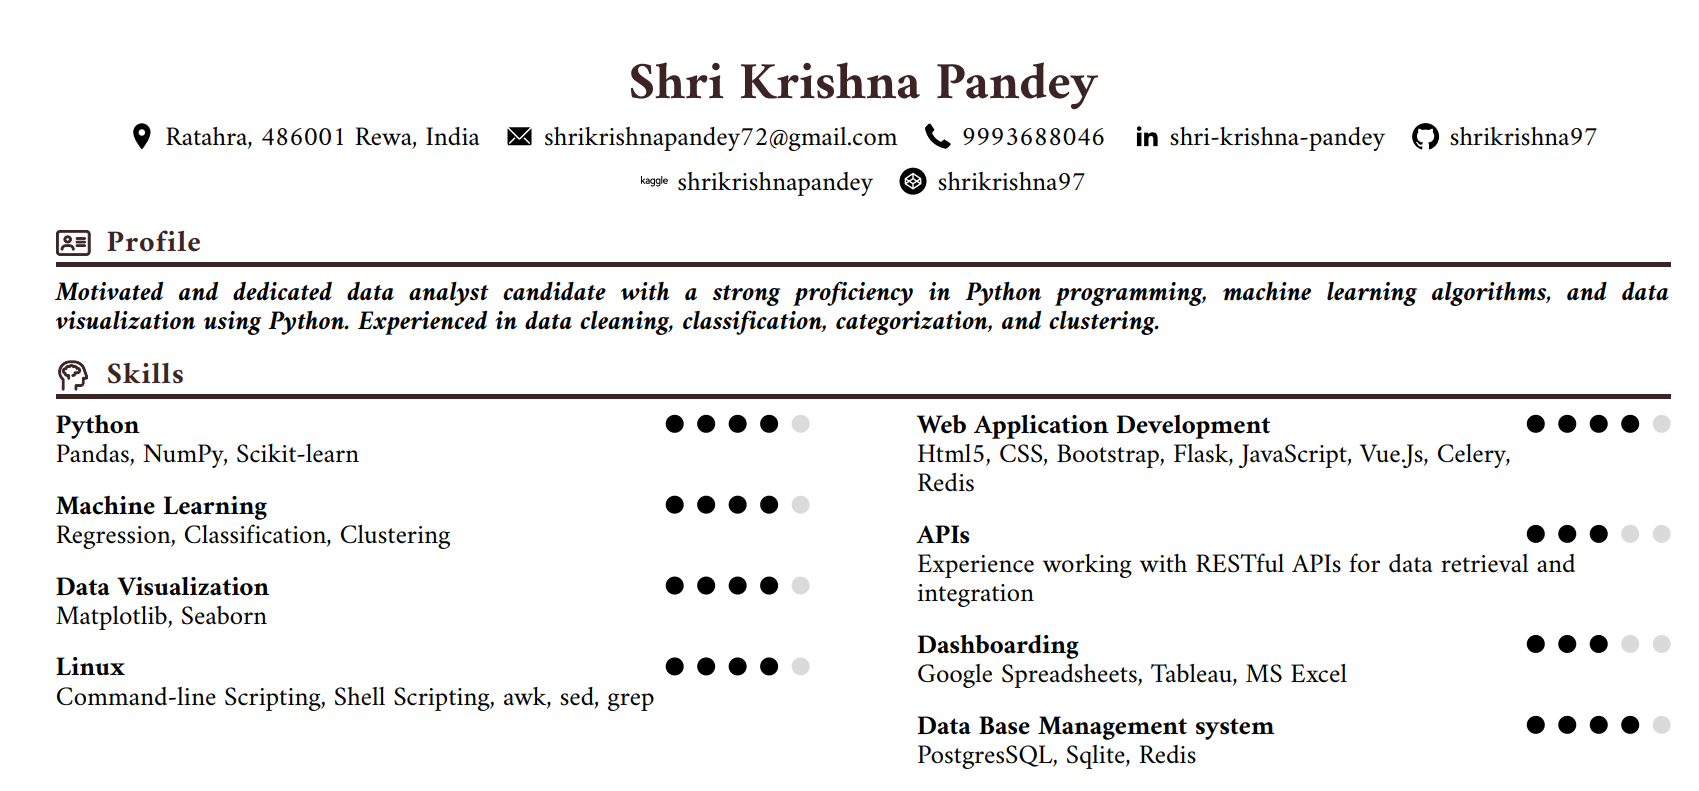 Shri Krishna Pandey
Ratahra, 486001 Rewa, India shrikrishnapandey72@gmail.com 9993688046 in shri-krishna-pandey shrikrishna97
kaggle shrikrishnapandey shrikrishna97
Profile
Motivated and dedicated data analyst candidate with a strong proficiency in Python programming, machine learning algorithms, and data
visualization using Python. Experienced in data cleaning, classification, categorization, and clustering.
Skills
Python
Pandas, NumPy, Scikit-learn
Machine Learning
Regression, Classification, Clustering
Data Visualization
Matplotlib, Seaborn
Linux
Command-line Scripting, Shell Scripting, awk, sed, grep
Web Application Development
Html5, CSS, Bootstrap, Flask, JavaScript, Vue.Js, Celery,
Redis
APIs
Experience working with RESTful APIs for data retrieval and
integration
Dashboarding
Google Spreadsheets, Tableau, MS Excel
Data Base Management system
PostgresSQL, Sqlite, Redis